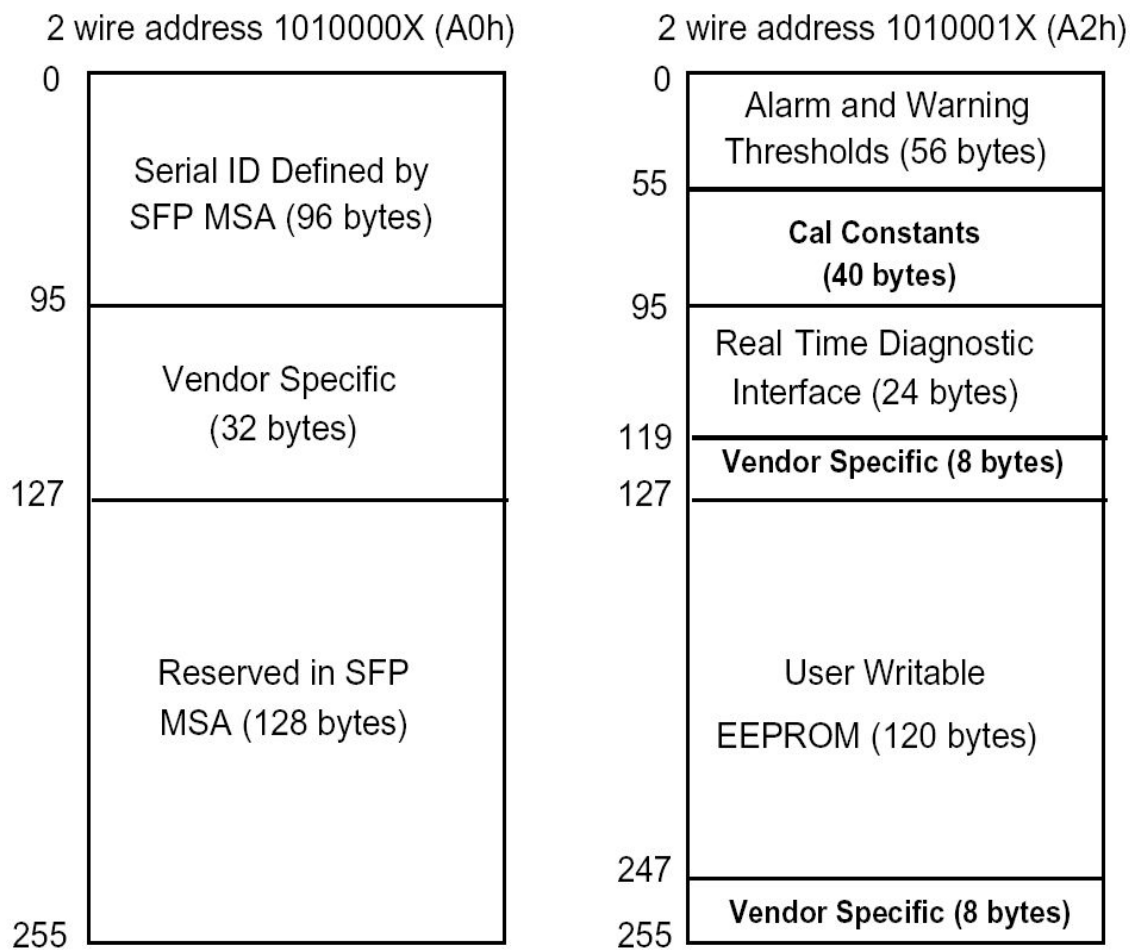 2 wire address 1010000X (A0h)
0
Serial ID Defined by
SFP MSA (96 bytes)
95
Vendor Specific
(32 bytes)
127
Reserved in SFP
MSA (128 bytes)
255
2 wire address 1010001X (A2h)
0
Alarm and Warning
Thresholds (56 bytes)
55
Cal Constants
(40 bytes)
95
Real Time Diagnostic
Interface (24 bytes)
119
Vendor Specific (8 bytes)
127
User Writable
EEPROM (120 bytes)
247
Vendor Specific (8 bytes)
255